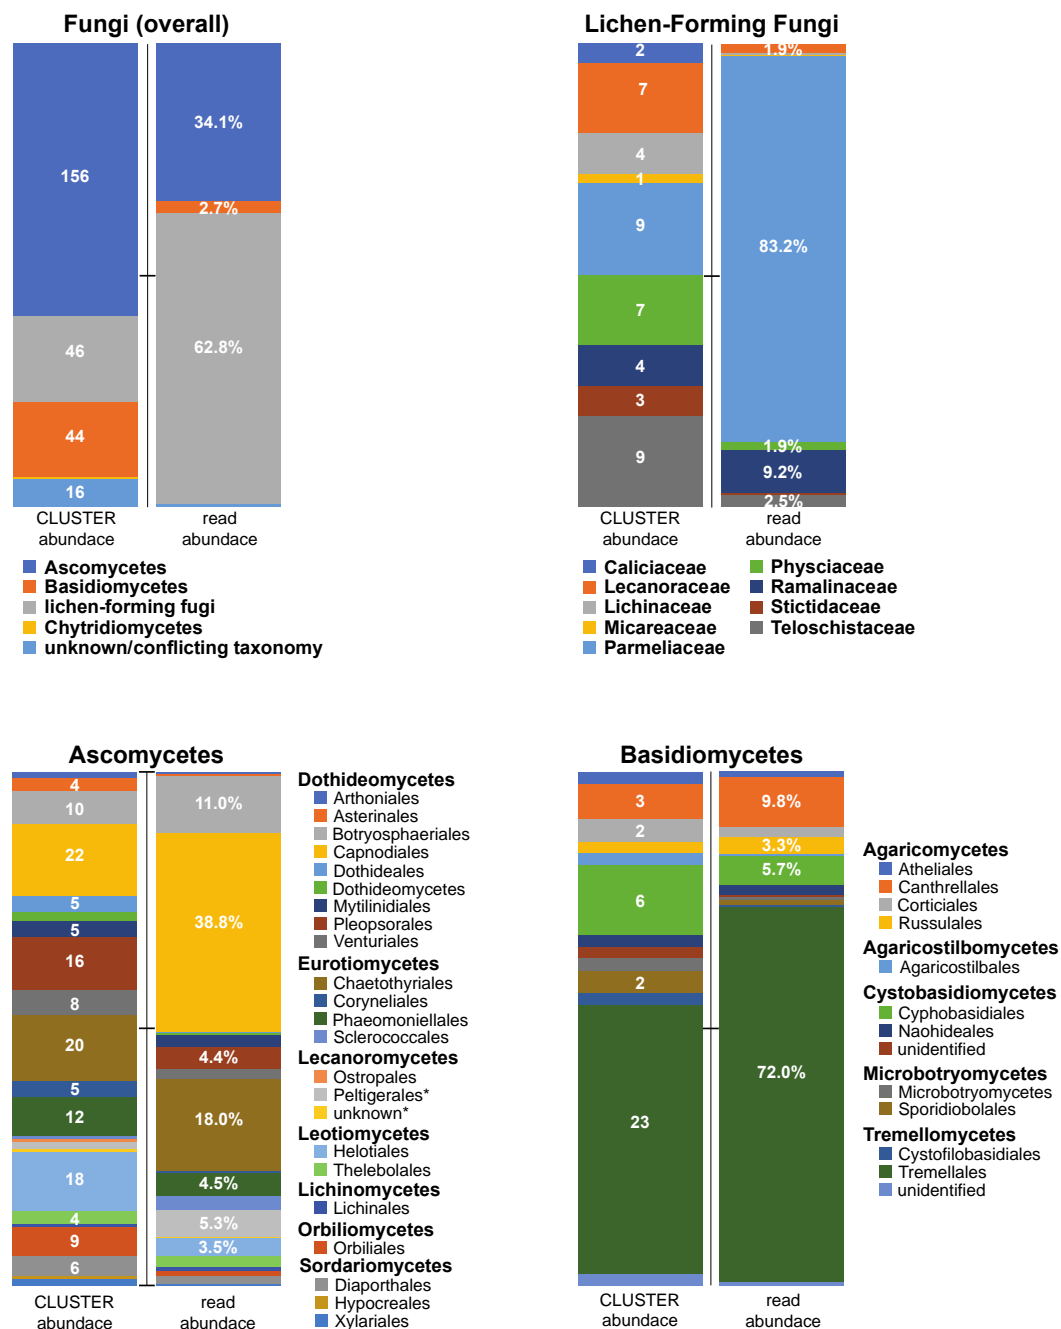 Fungi (overall)
156
46
44
16
34.1%
2.7%
62.8%
CLUSTER
abundace
read
abundace
Ascomycetes
Basidiomycetes
lichen-forming fugi
Chytridiomycetes
unknown/conflicting taxonomy
Lichen-Forming Fungi
2
7
4
1
9
7
4
3
9
1.9%
83.2%
1.9%
9.2%
2.5%
CLUSTER
abundace
read
abundace
Caliciaceae
Lecanoraceae
Lichinaceae
Micareaceae
Parmeliaceae
Physciaceae
Ramalinaceae
Stictidaceae
Teloschistaceae
Ascomycetes
4
10
22
5
5
16
8
20
5
12
18
4
9
6
11.0%
38.8%
4.4%
18.0%
4.5%
5.3%
3.5%
CLUSTER
abundace
read
abundace
Dothideomycetes
Arthoniales
Asterinales
Botryosphaeriales
Capnodiales
Dothideales
Dothideomycetes
Mytilinidiales
Pleopsorales
Venturiales
Eurotiomycetes
Chaetothyriales
Coryneliales
Phaeomoniellales
Sclerococcales
Lecanoromycetes
Ostropales
Peltigerales*
unknown*
Leotiomycetes
Helotiales
Thelebolales
Lichinomycetes
Lichinales
Orbiliomycetes
Orbiliales
Sordariomycetes
Diaporthales
Hypocreales
Xylariales
Basidiomycetes
3
2
6
2
23
9.8%
3.3%
5.7%
72.0%
CLUSTER
abundace
read
abundace
Agaricomycetes
Atheliales
Canthrellales
Corticiales
Russulales
Agaricostilbomycetes
Agaricostilbales
Cystobasidiomycetes
Cyphobasidiales
Naohideales
unidentified
Microbotryomycetes
Microbotryomycetes
Sporidiobolales
Tremellomycetes
Cystofilobasidiales
Tremellales
unidentified